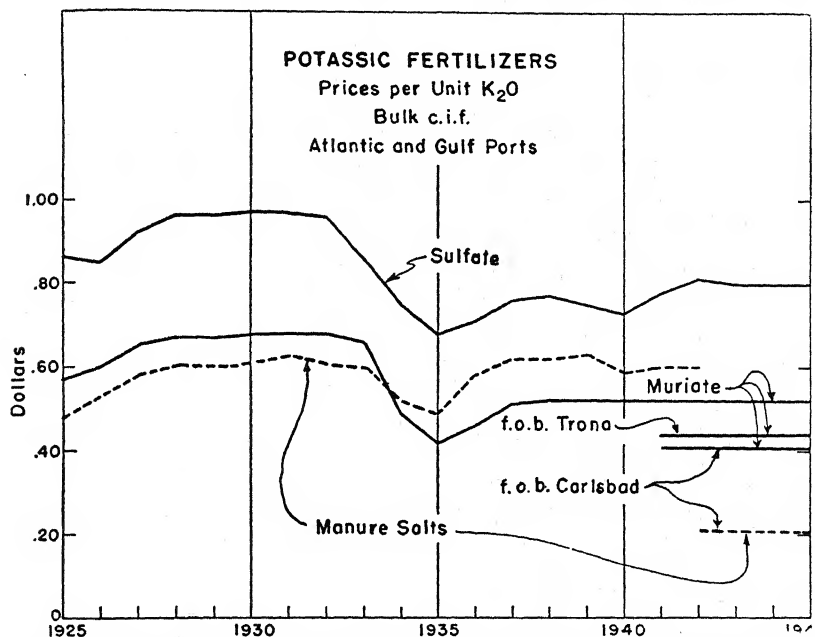 POTASSIC FERTILIZERS
Prices per Unit K₂O
Bulk c.i.f.
Atlantic and Gulf Ports
Dollars
1.00
.80
.60
.40
.20
0
Sulfate
Muriate
f.o.b. Trona
f.o.b. Carlsbad
Manure Salts
1925
1930
1935
1940